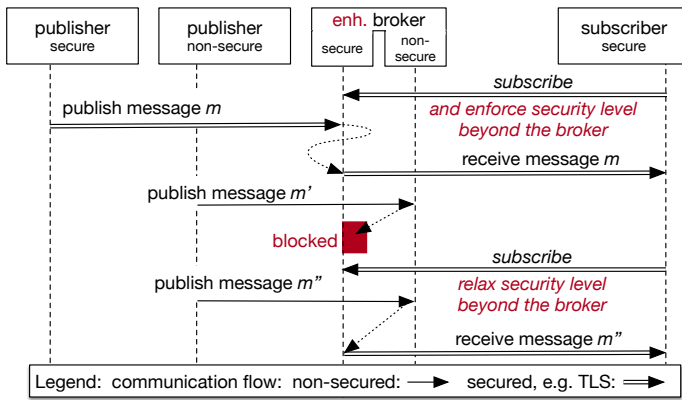 publisher
secure
publisher
non-secure
enh. broker
secure
non-
secure
subscriber
secure
subscribe
and enforce security level
beyond the broker
publish message m
receive message m
publish message m'
blocked
subscribe
relax security level
beyond the broker
publish message m"
receive message m"
Legend: communication flow: non-secured: secured, e.g. TLS: